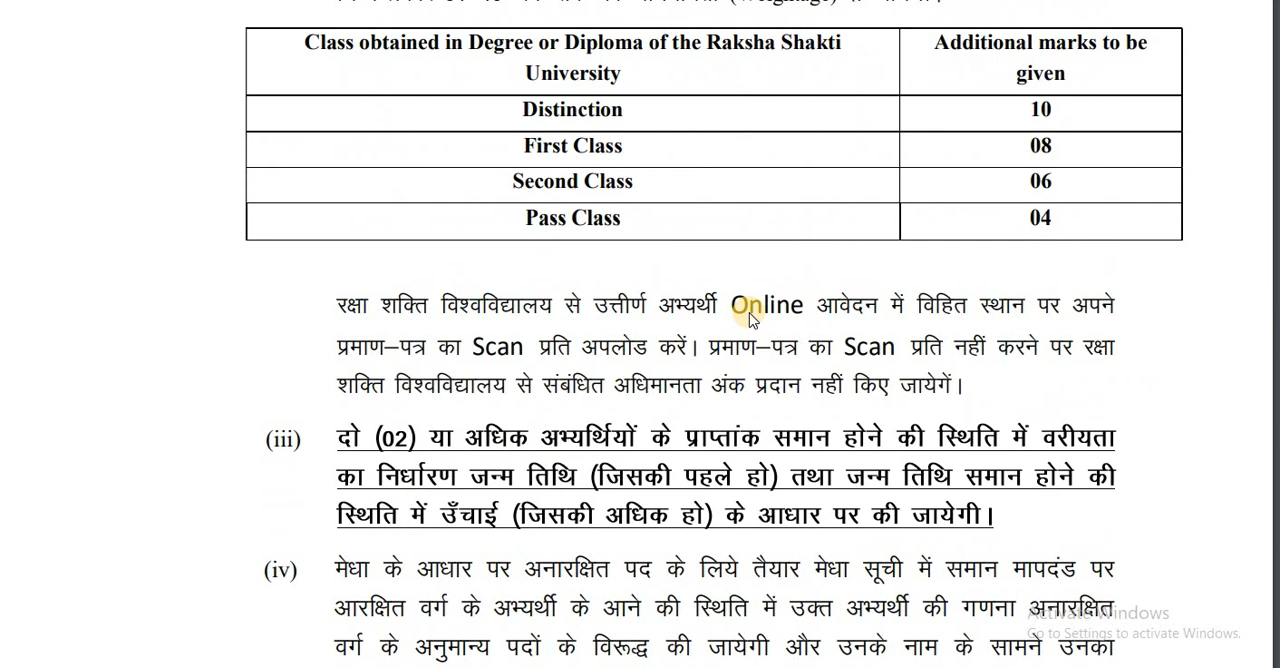 (Weightage)
Class obtained in Degree or Diploma of the Raksha Shakti
University
Additional marks to be
given
Distinction 10
First Class 08
Second Class 06
Pass Class 04
रक्षा शक्ति विश्वविद्यालय से उत्तीर्ण अभ्यर्थी Online आवेदन में विहित स्थान पर अपने
प्रमाण–पत्र का Scan प्रति अपलोड करें। प्रमाण–पत्र का Scan प्रति नहीं करने पर रक्षा
शक्ति विश्वविद्यालय से संबंधित अधिमानता अंक प्रदान नहीं किए जायेगें।
(iii) दो (02) या अधिक अभ्यर्थियों के प्राप्तांक समान होने की स्थिति में वरीयता
का निर्धारण जन्म तिथि (जिसकी पहले हो) तथा जन्म तिथि समान होने की
स्थिति में उँचाई (जिसकी अधिक हो) के आधार पर की जायेगी।
(iv) मेधा के आधार पर अनारक्षित पद के लिये तैयार मेधा सूची में समान मापदंड पर
आरक्षित वर्ग के अभ्यर्थी के आने की स्थिति में उक्त अभ्यर्थी की गणना अनारक्षित
वर्ग के अनुमान्य पदों के विरूद्ध की जायेगी और उनके नाम के सामने उनका
Activate Windows
Go to Settings to activate Windows.